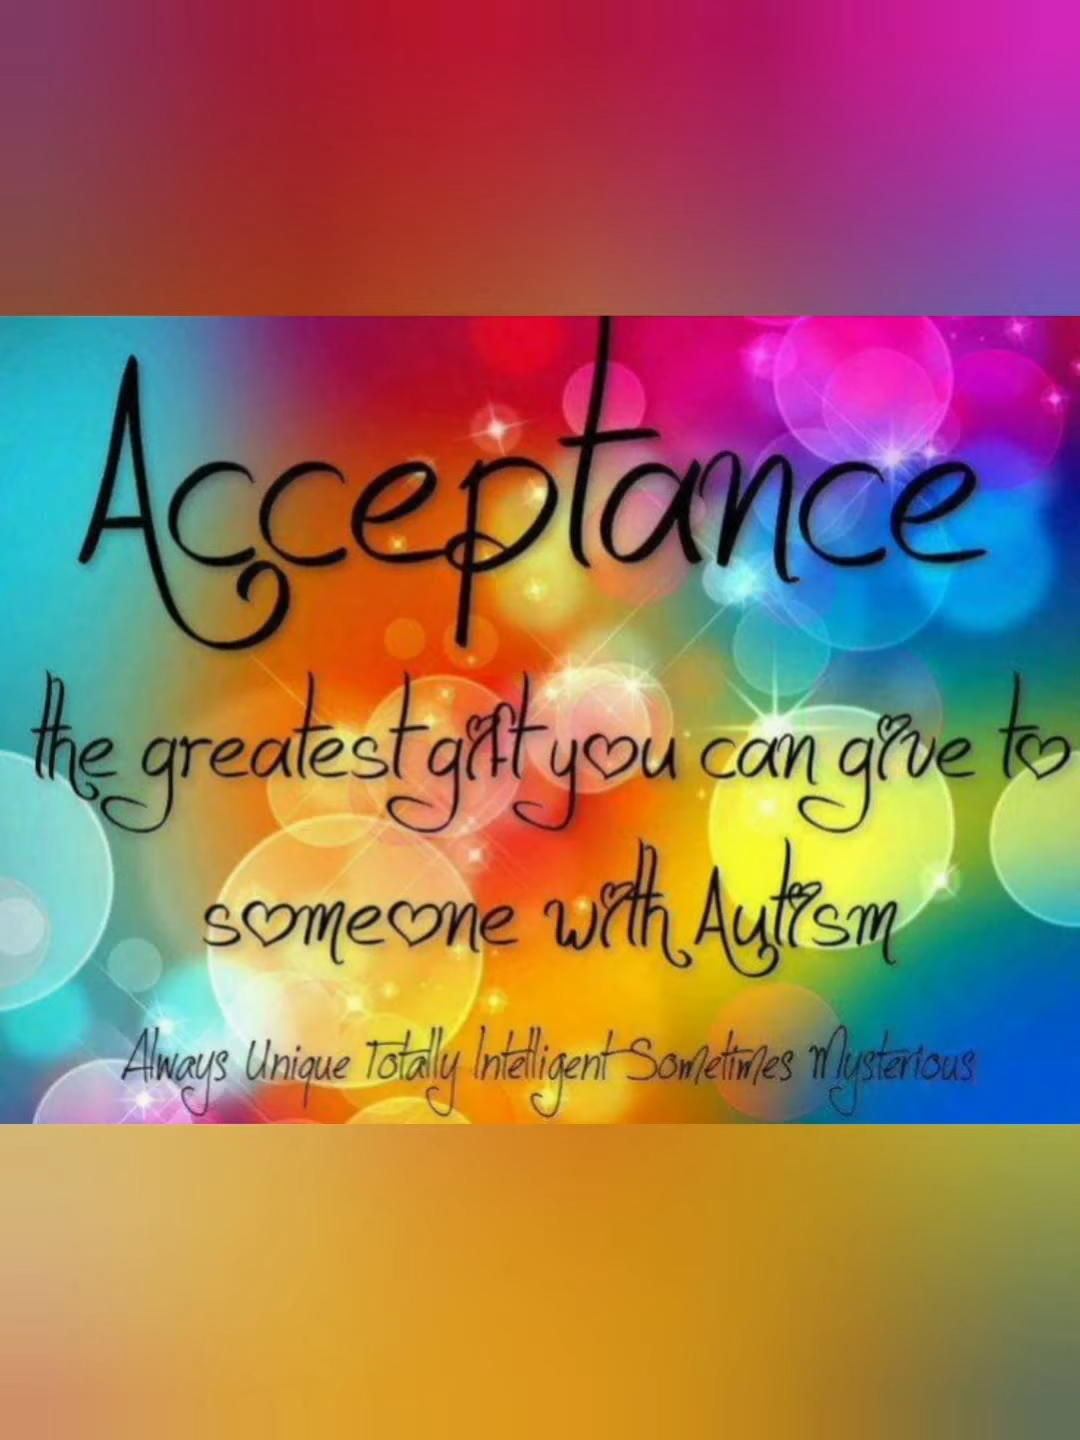 Acceptance
the greatest gift you can give to
someone with Autism
Always Unique Totally Intelligent Sometimes Mysterious